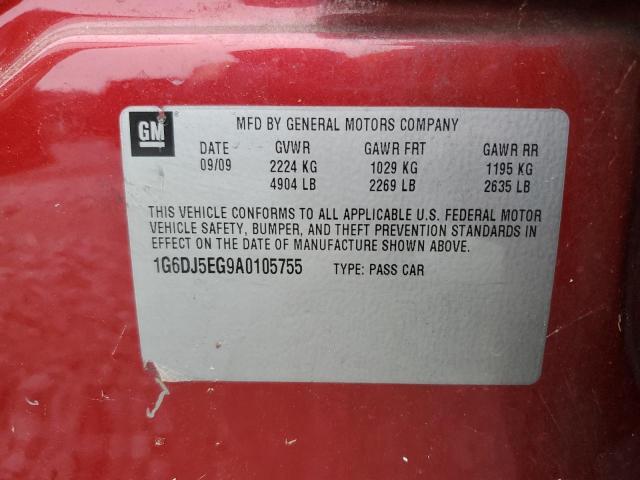 GM
MFD BY GENERAL MOTORS COMPANY
DATE GVWR GAWR FRT GAWR RR
09/09 2224 KG 1029 KG 1195 KG
4904 LB 2269 LB 2635 LB
THIS VEHICLE CONFORMS TO ALL APPLICABLE U.S. FEDERAL MOTOR
VEHICLE SAFETY, BUMPER, AND THEFT PREVENTION STANDARDS IN
EFFECT ON THE DATE OF MANUFACTURE SHOWN ABOVE.
1G6DJ5EG9A0105755 TYPE: PASS CAR